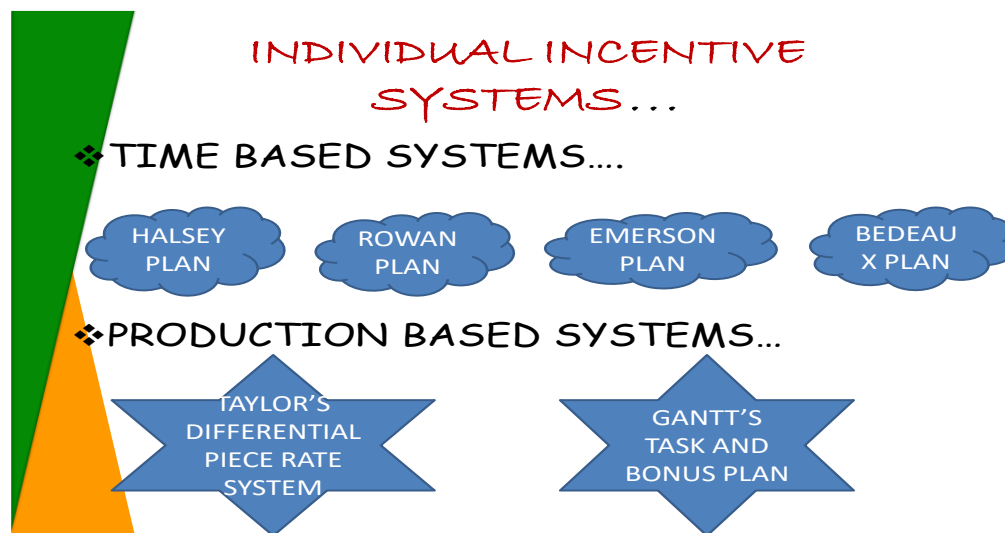 INDIVIDUAL INCENTIVE
SYSTEMS...
❖TIME BASED SYSTEMS....
HALSEY
PLAN
ROWAN
PLAN
EMERSON
PLAN
BEDEAU
X PLAN
❖PRODUCTION BASED SYSTEMS...
TAYLOR'S
DIFFERENTIAL
PIECE RATE
SYSTEM
GANTT'S
TASK AND
BONUS PLAN